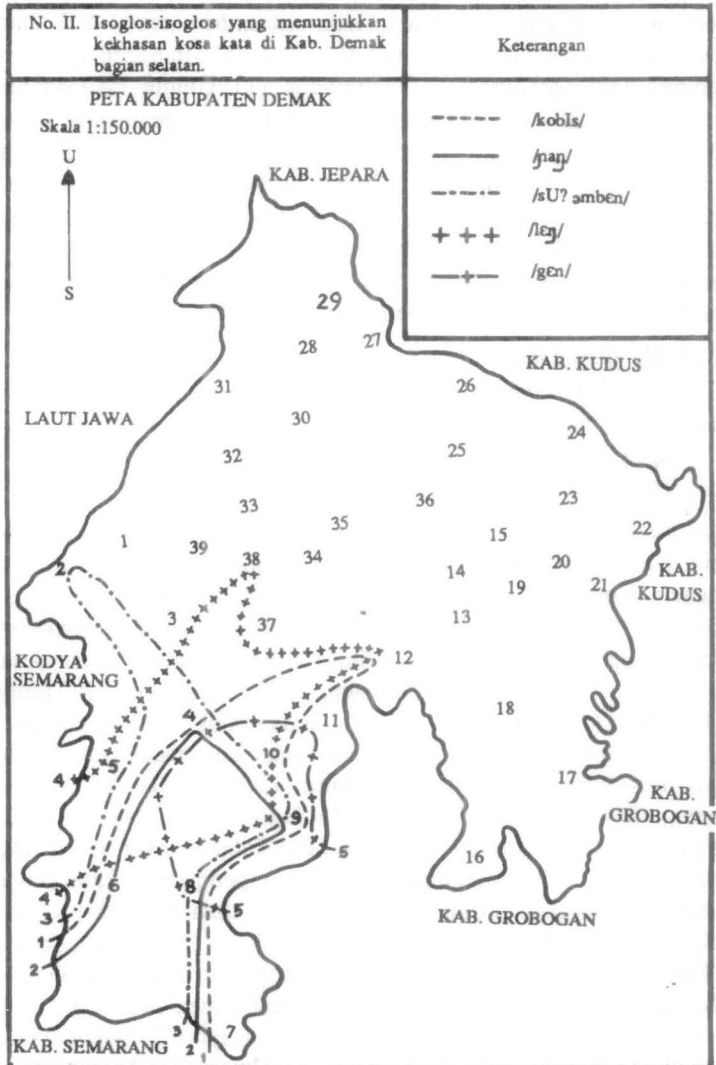 No. II. Isoglos-isoglos yang menunjukkan
kekhasan kosa kata di Kab. Demak
bagian selatan.
Keterangan
PETA KABUPATEN DEMAK
Skala 1:150.000
U
S
/kobIs/
/ɲaŋ/
/sU? əmbɛn/
/lɛŋ/
/gɛn/
KAB. JEPARA
29
28
27
KAB. KUDUS
31
26
LAUT JAWA
30
24
32
25
33
36
23
35
22
1
39
15
38
34
20
2
14
KAB.
KUDUS
19
21
3
37
13
12
KODYA
SEMARANG
18
4
11
10
5
4
17
KAB.
GROBOGAN
9
5
16
6
8
4
5
3
KAB. GROBOGAN
1
2
3
7
KAB. SEMARANG
2
1